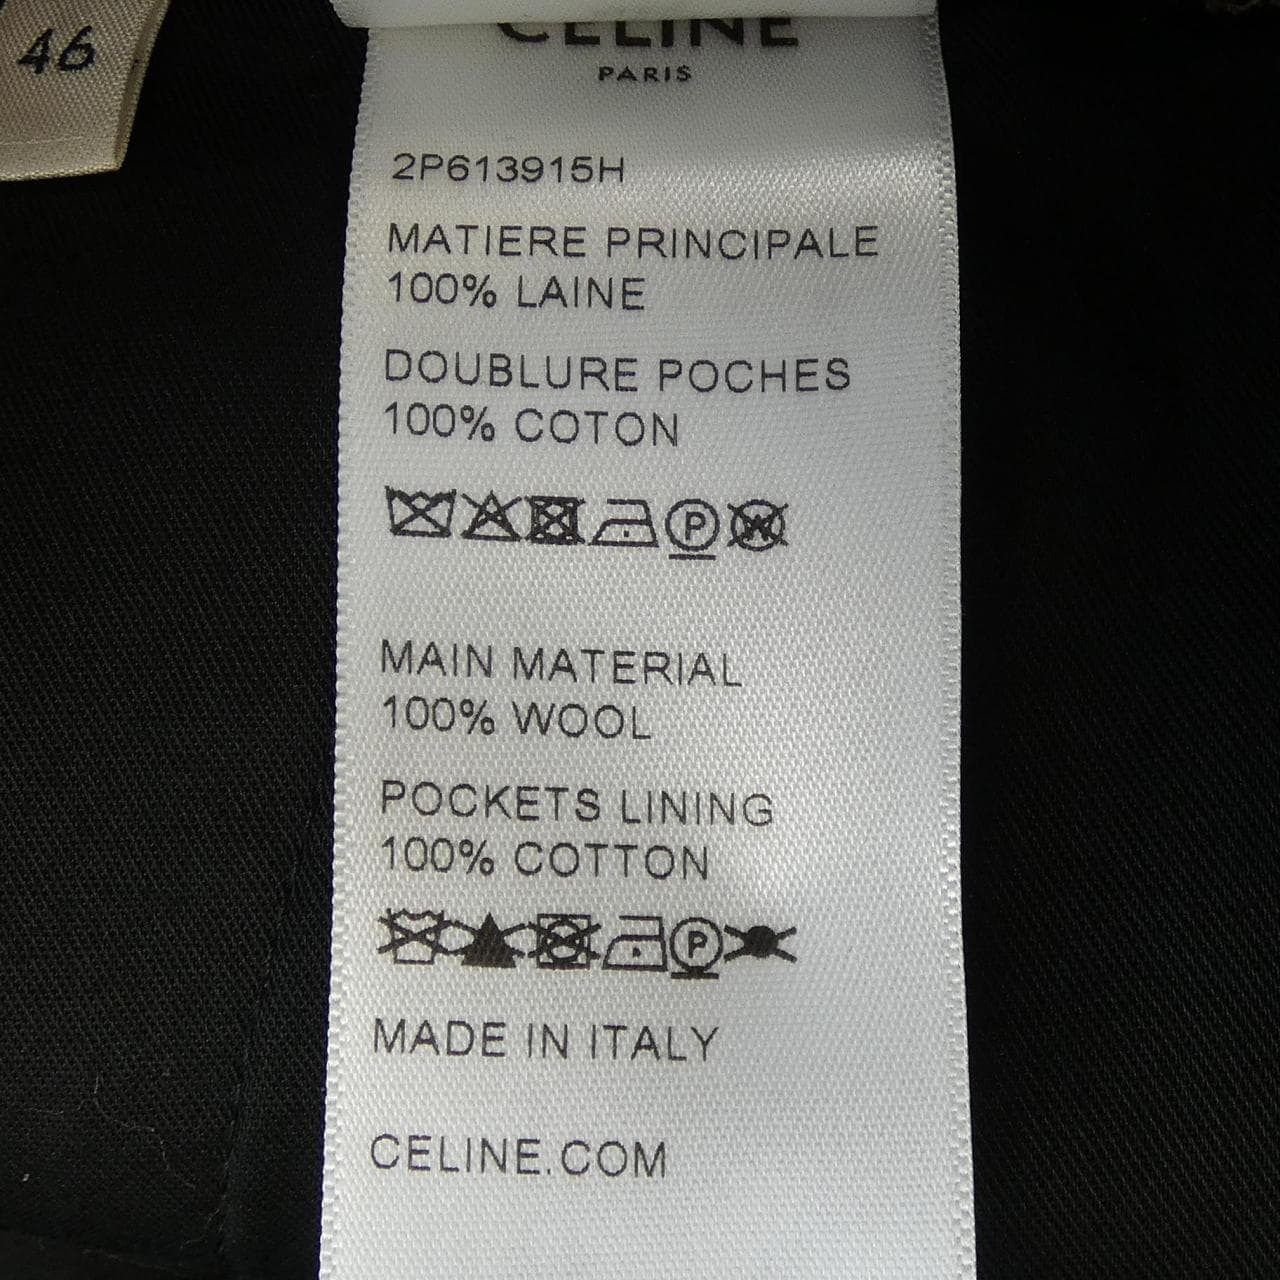 46
CELINE
PARIS
2P613915H
MATIERE PRINCIPALE
100% LAINE
DOUBLURE POCHES
100% COTON
P W
MAIN MATERIAL
100% WOOL
POCKETS LINING
100% COTTON
P
MADE IN ITALY
CELINE.COM